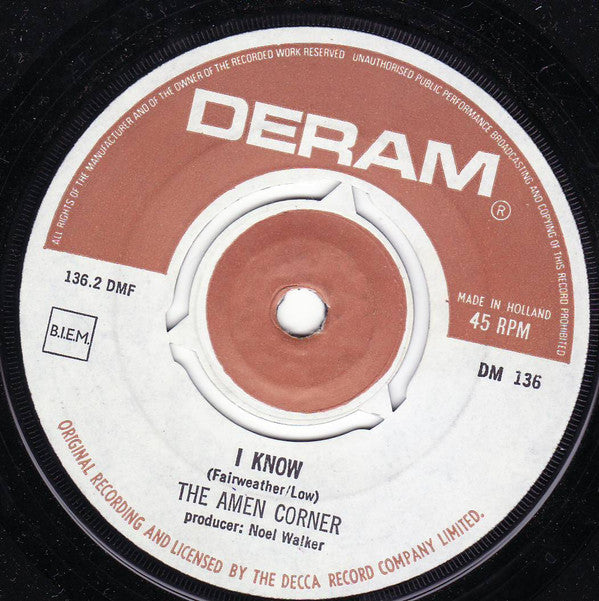 ALL RIGHTS OF THE MANUFACTURER AND OF THE OWNER OF THE RECORDED WORK RESERVED UNAUTHORISED PUBLIC PERFORMANCE BROADCASTING AND COPYING OF THIS RECORD PROHIBITED
DERAM
®
136.2 DMF
B.I.E.M.
MADE IN HOLLAND
45 RPM
DM 136
I KNOW
(Fairweather/Low)
THE AMEN CORNER
producer: Noel Walker
ORIGINAL RECORDING AND LICENSED BY THE DECCA RECORD COMPANY LIMITED.